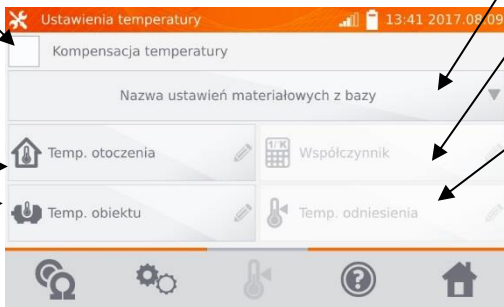 Ustawienia temperatury 13:41 2017.08.09
Kompensacja temperatury
Nazwa ustawień materiałowych z bazy
Temp. otoczenia 1/°K Współczynnik
Temp. obiektu Temp. odniesienia